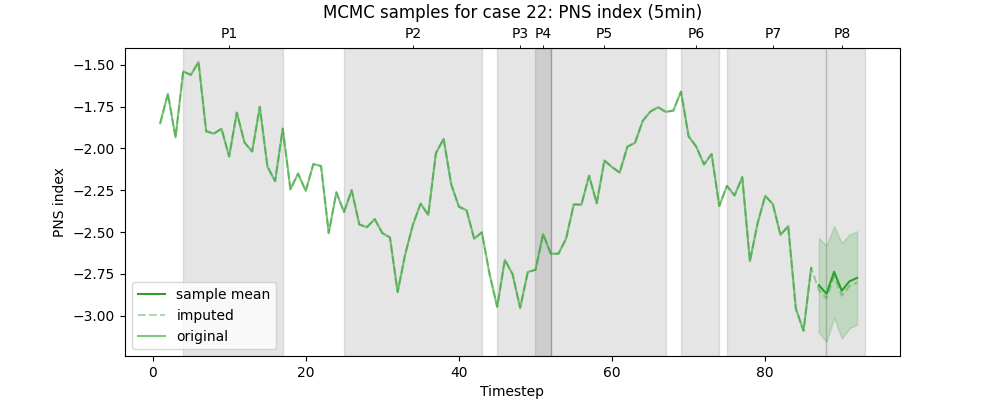 MCMC samples for case 22: PNS index (5min)
P1 P2 P3 P4 P5 P6 P7 P8
−1.50
−1.75
−2.00
−2.25
−2.50
−2.75
−3.00
PNS index
sample mean
imputed
original
0 20 40 60 80
Timestep